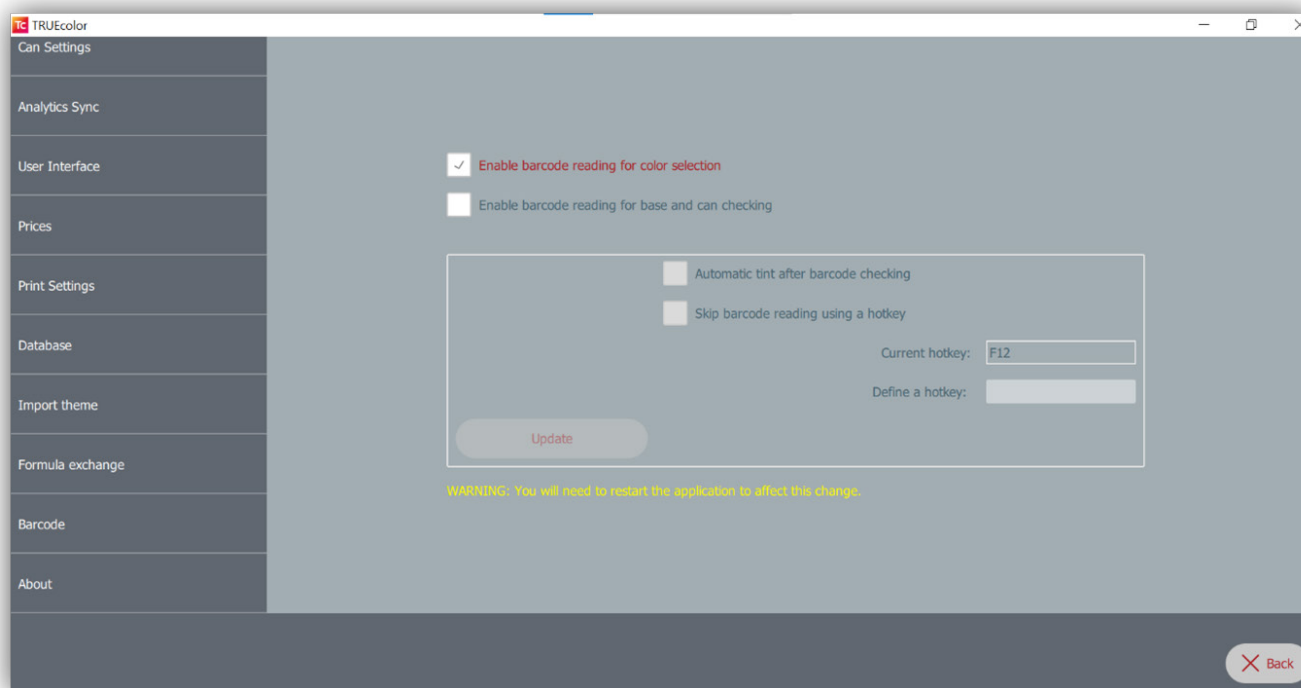 Tc TRUEcolor
Can Settings
Analytics Sync
User Interface
Prices
Print Settings
Database
Import theme
Formula exchange
Barcode
About
Enable barcode reading for color selection
Enable barcode reading for base and can checking
Automatic tint after barcode checking
Skip barcode reading using a hotkey
Current hotkey: F12
Define a hotkey:
Update
WARNING: You will need to restart the application to affect this change.
Back